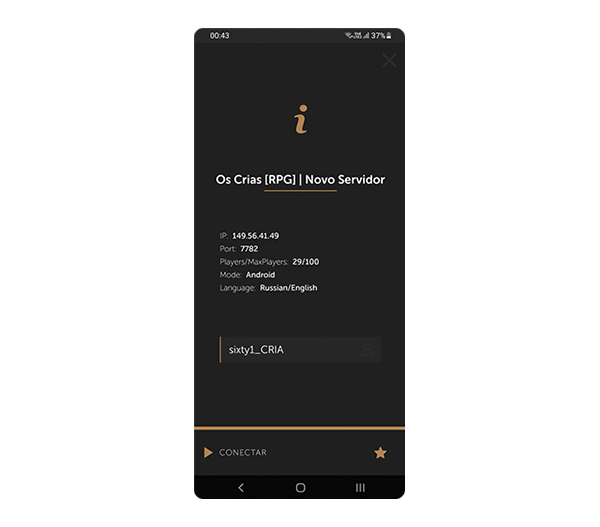 00:43
37%
Os Crias [RPG] | Novo Servidor
IP: 149.56.41.49
Port: 7782
Players/MaxPlayers: 29/100
Mode: Android
Language: Russian/English
sixty1_CRIA
CONECTAR